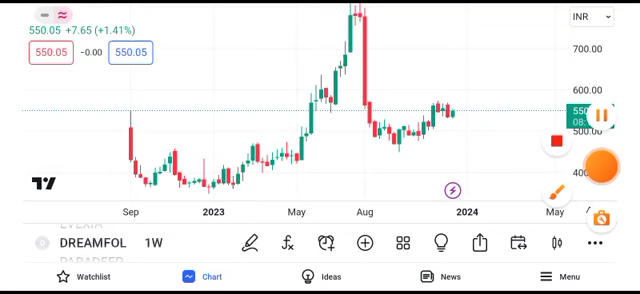 INR
550.05 +7.65 (+1.41%)
550.05 −0.00 550.05
700.00
600.00
550
08:
500.00
400
Sep 2023 May Aug 2024 May
DREAMFOL 1W
Watchlist Chart Ideas News Menu